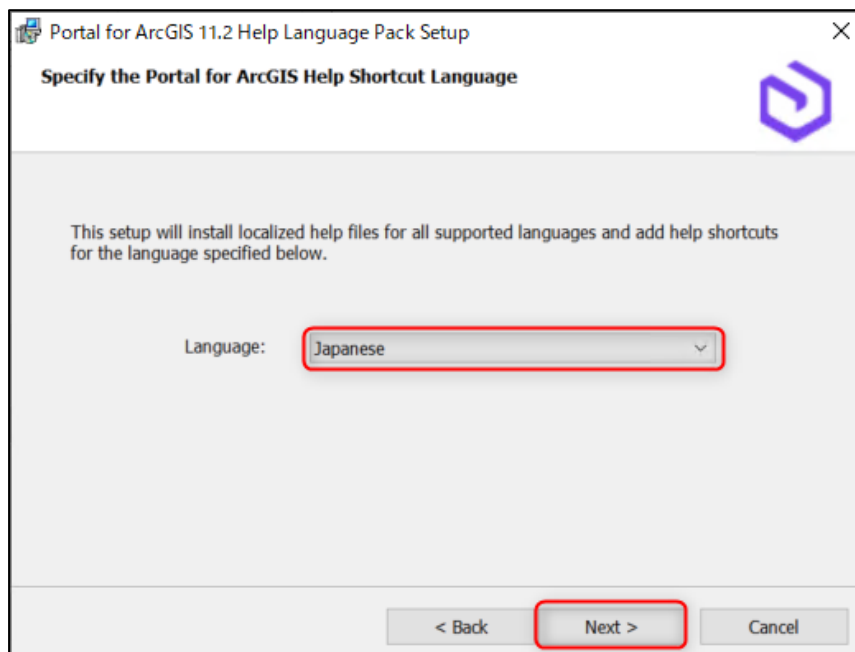 Portal for ArcGIS 11.2 Help Language Pack Setup
Specify the Portal for ArcGIS Help Shortcut Language
This setup will install localized help files for all supported languages and add help shortcuts
for the language specified below.
Language: Japanese
< Back Next > Cancel